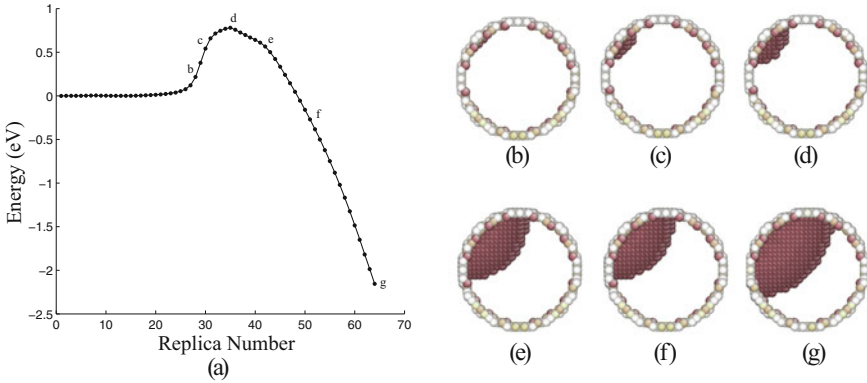 1
0.5
0
−0.5
−1
−1.5
−2
−2.5
Energy (eV)
b
c
d
e
f
g
0 10 20 30 40 50 60 70
Replica Number
(a)
(b) (c) (d)
(e) (f) (g)